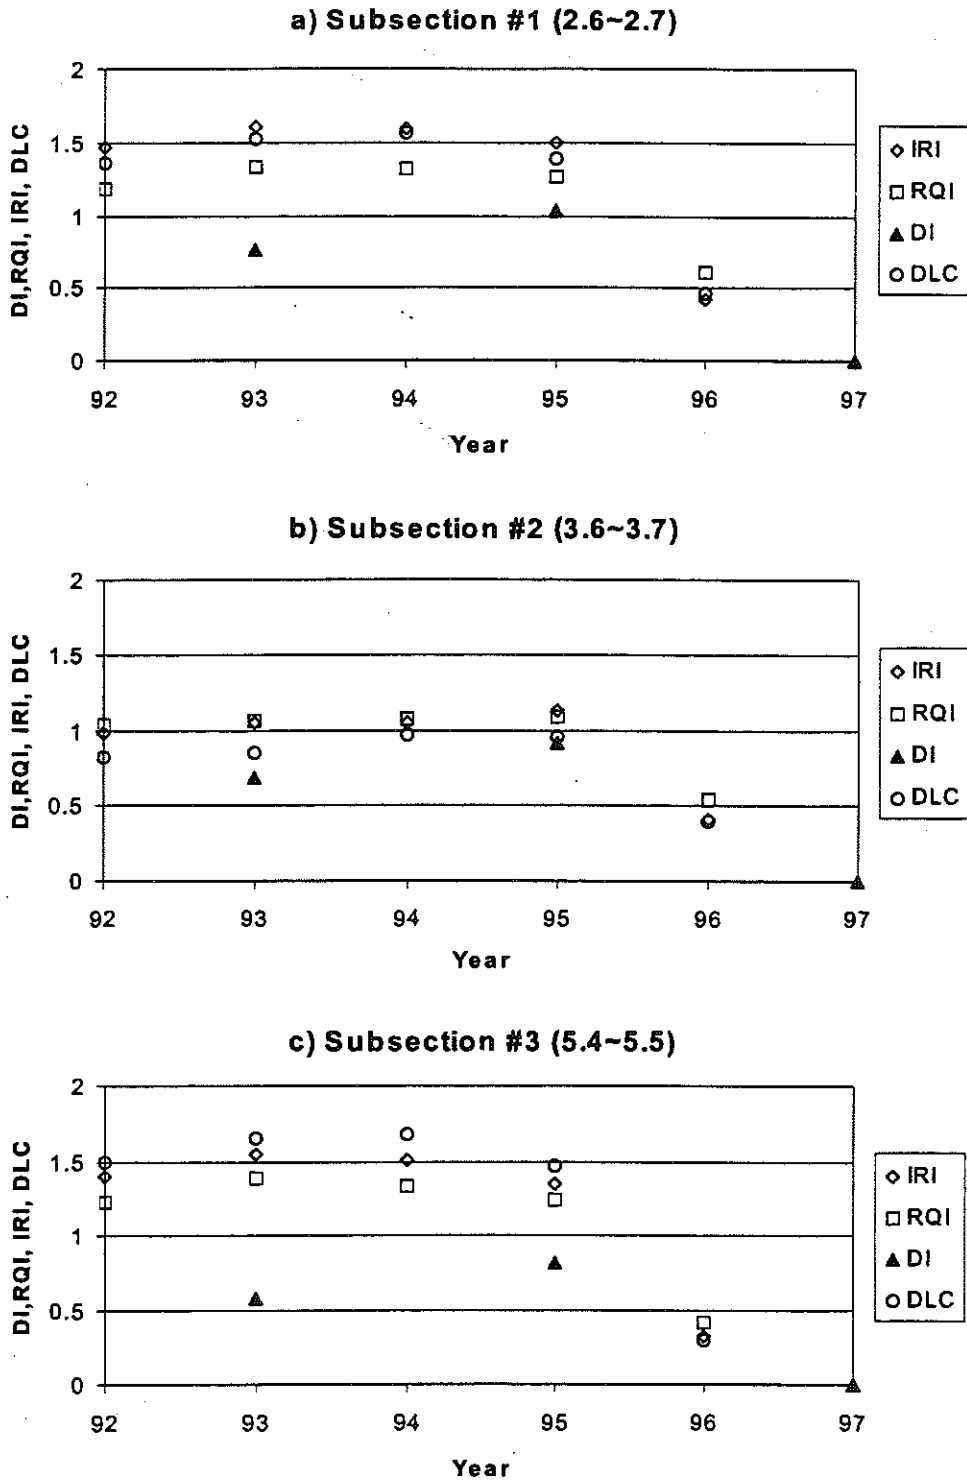 a) Subsection #1 (2.6~2.7)
DI,RQI, IRI, DLC
2
1.5
1
0.5
0
92 93 94 95 96 97
Year
IRI
RQI
DI
DLC
b) Subsection #2 (3.6~3.7)
DI,RQI, IRI, DLC
2
1.5
1
0.5
0
92 93 94 95 96 97
Year
IRI
RQI
DI
DLC
c) Subsection #3 (5.4~5.5)
DI,RQI, IRI, DLC
2
1.5
1
0.5
0
92 93 94 95 96 97
Year
IRI
RQI
DI
DLC